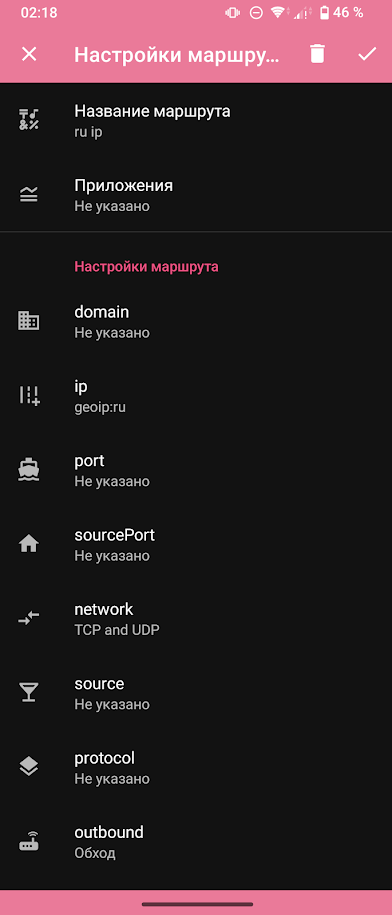 02:18
46 %
Настройки маршру...
Название маршрута
ru ip
Приложения
Не указано
Настройки маршрута
domain
Не указано
ip
geoip:ru
port
Не указано
sourcePort
Не указано
network
TCP and UDP
source
Не указано
protocol
Не указано
outbound
Обход